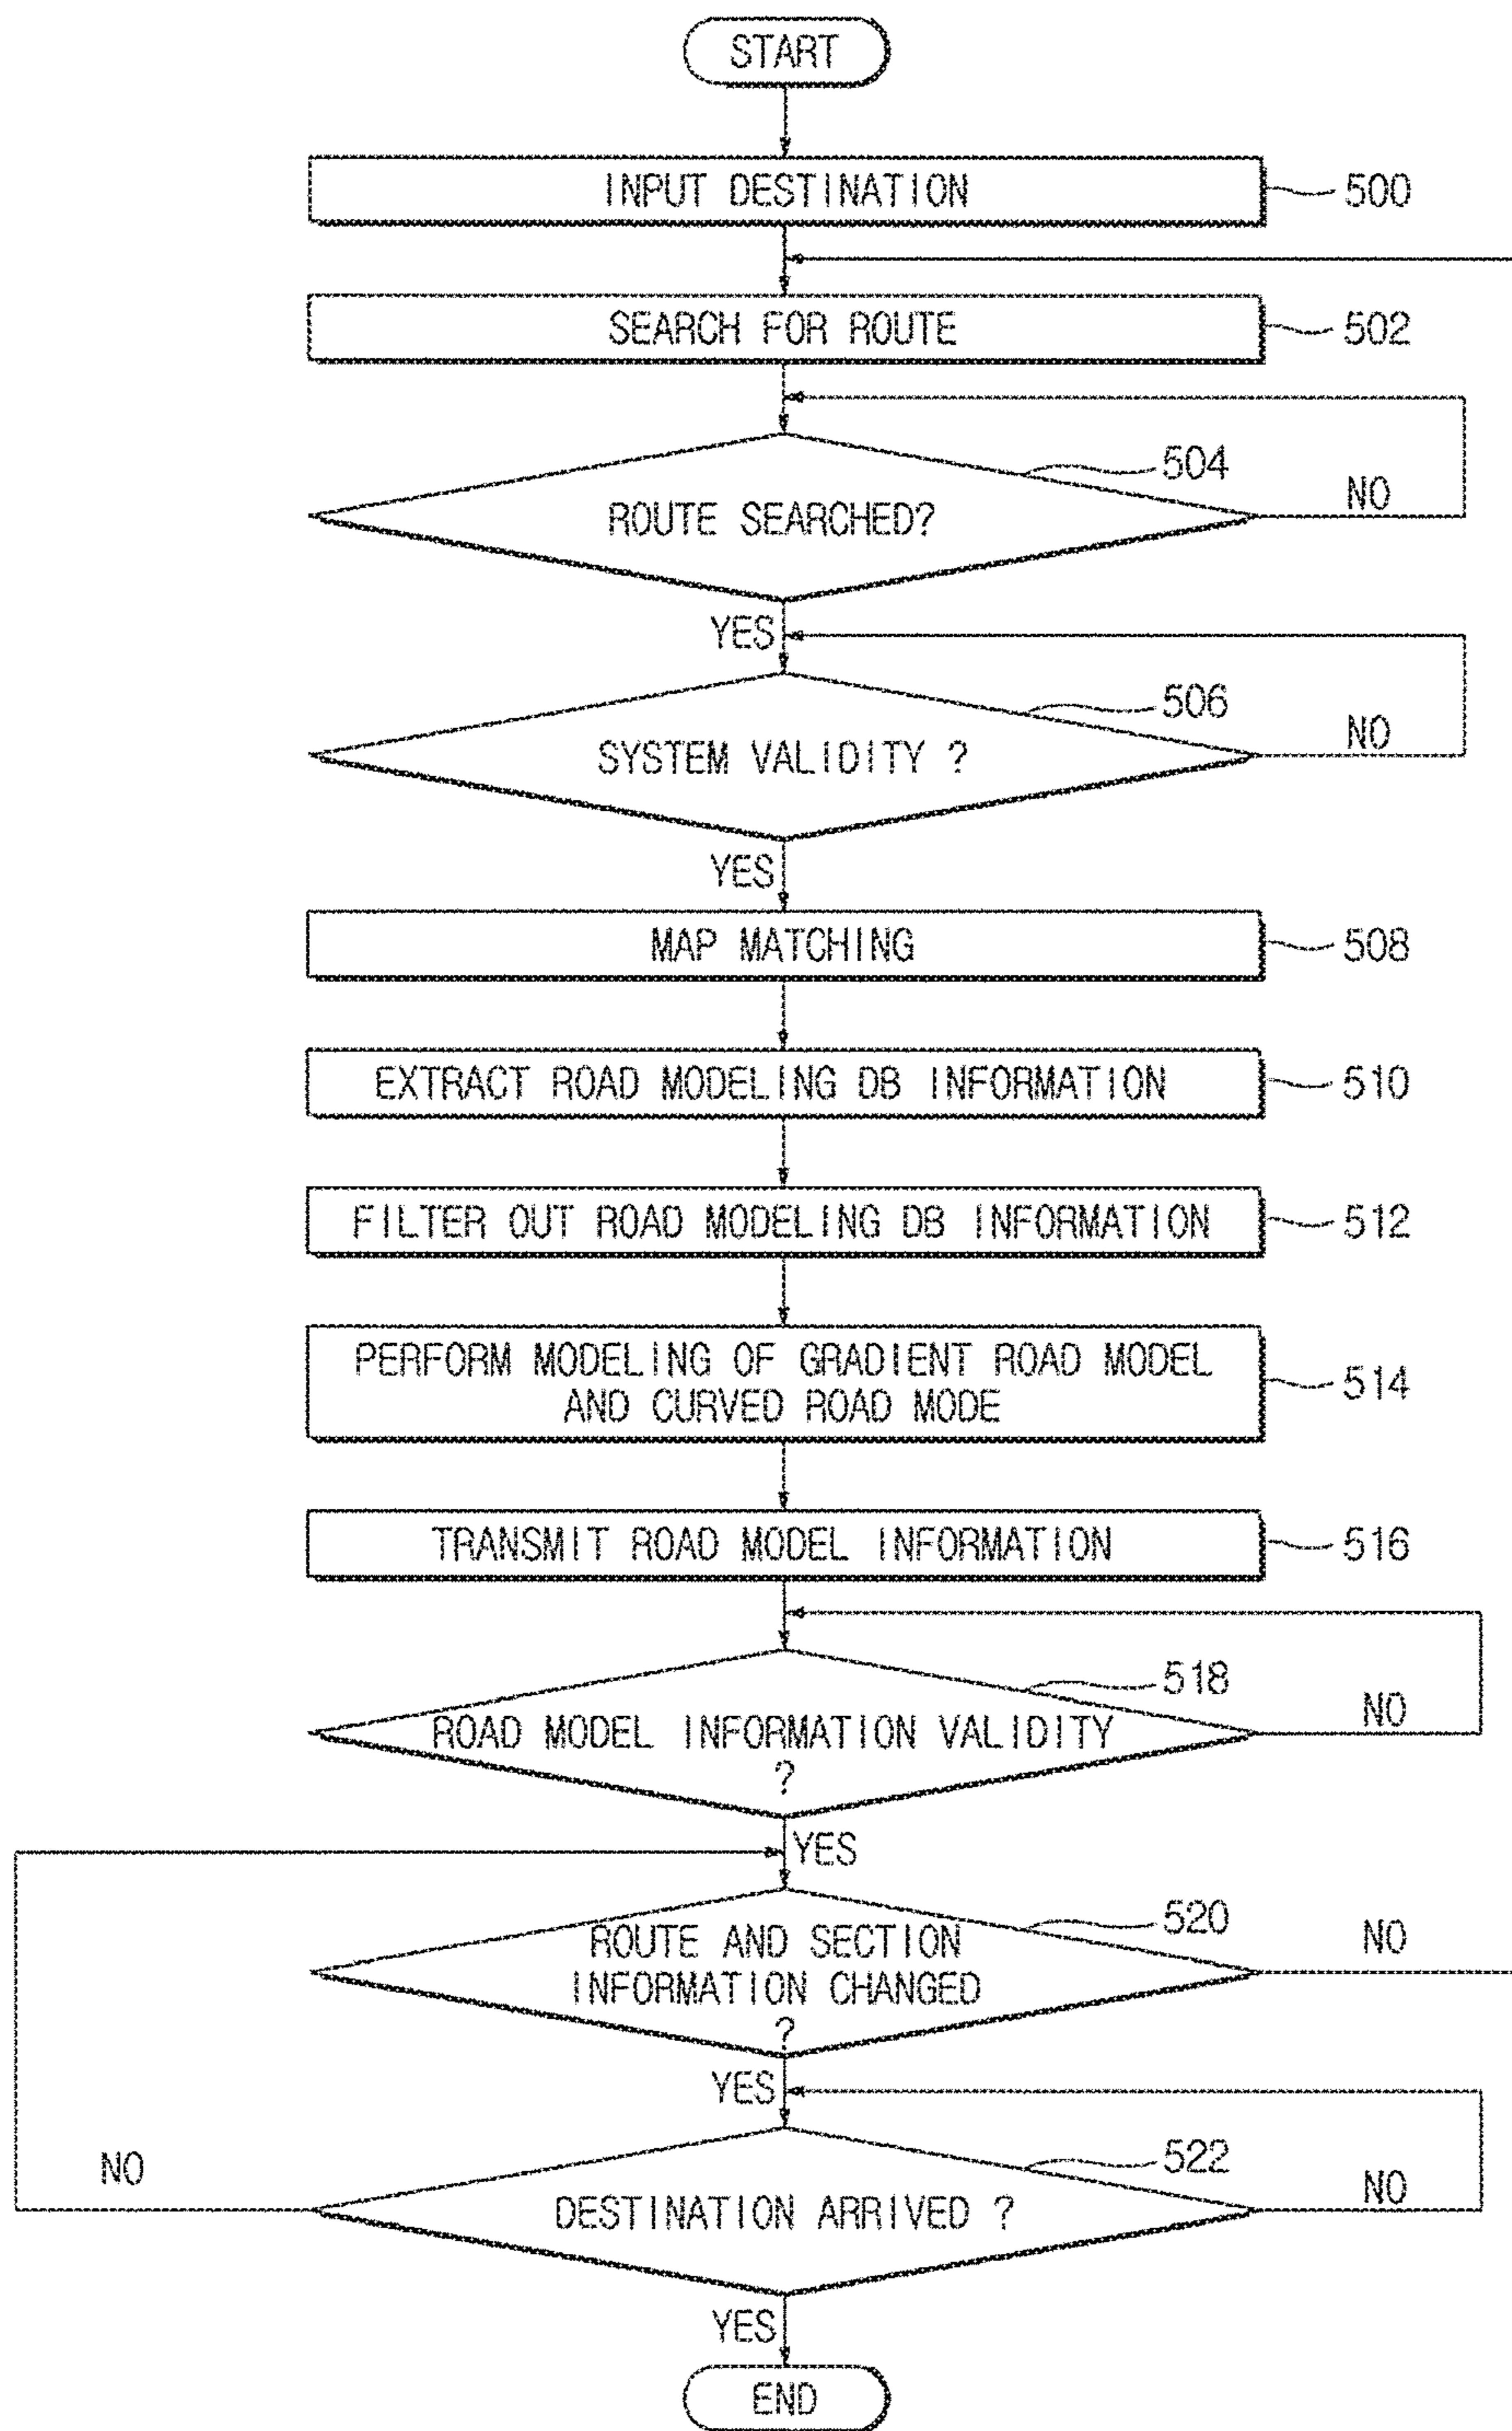 START
INPUT DESTINATION
500
SEARCH FOR ROUTE
502
504
NO
ROUTE SEARCHED?
YES
506
NO
SYSTEM VALIDITY ?
YES
MAP MATCHING
508
EXTRACT ROAD MODELING DB INFORMATION
510
FILTER OUT ROAD MODELING DB INFORMATION
512
PERFORM MODELING OF GRADIENT ROAD MODEL
AND CURVED ROAD MODE
514
TRANSMIT ROAD MODEL INFORMATION
516
518
NO
ROAD MODEL INFORMATION VALIDITY
?
YES
520
NO
ROUTE AND SECTION
INFORMATION CHANGED
?
YES
522
NO
NO
DESTINATION ARRIVED ?
YES
END